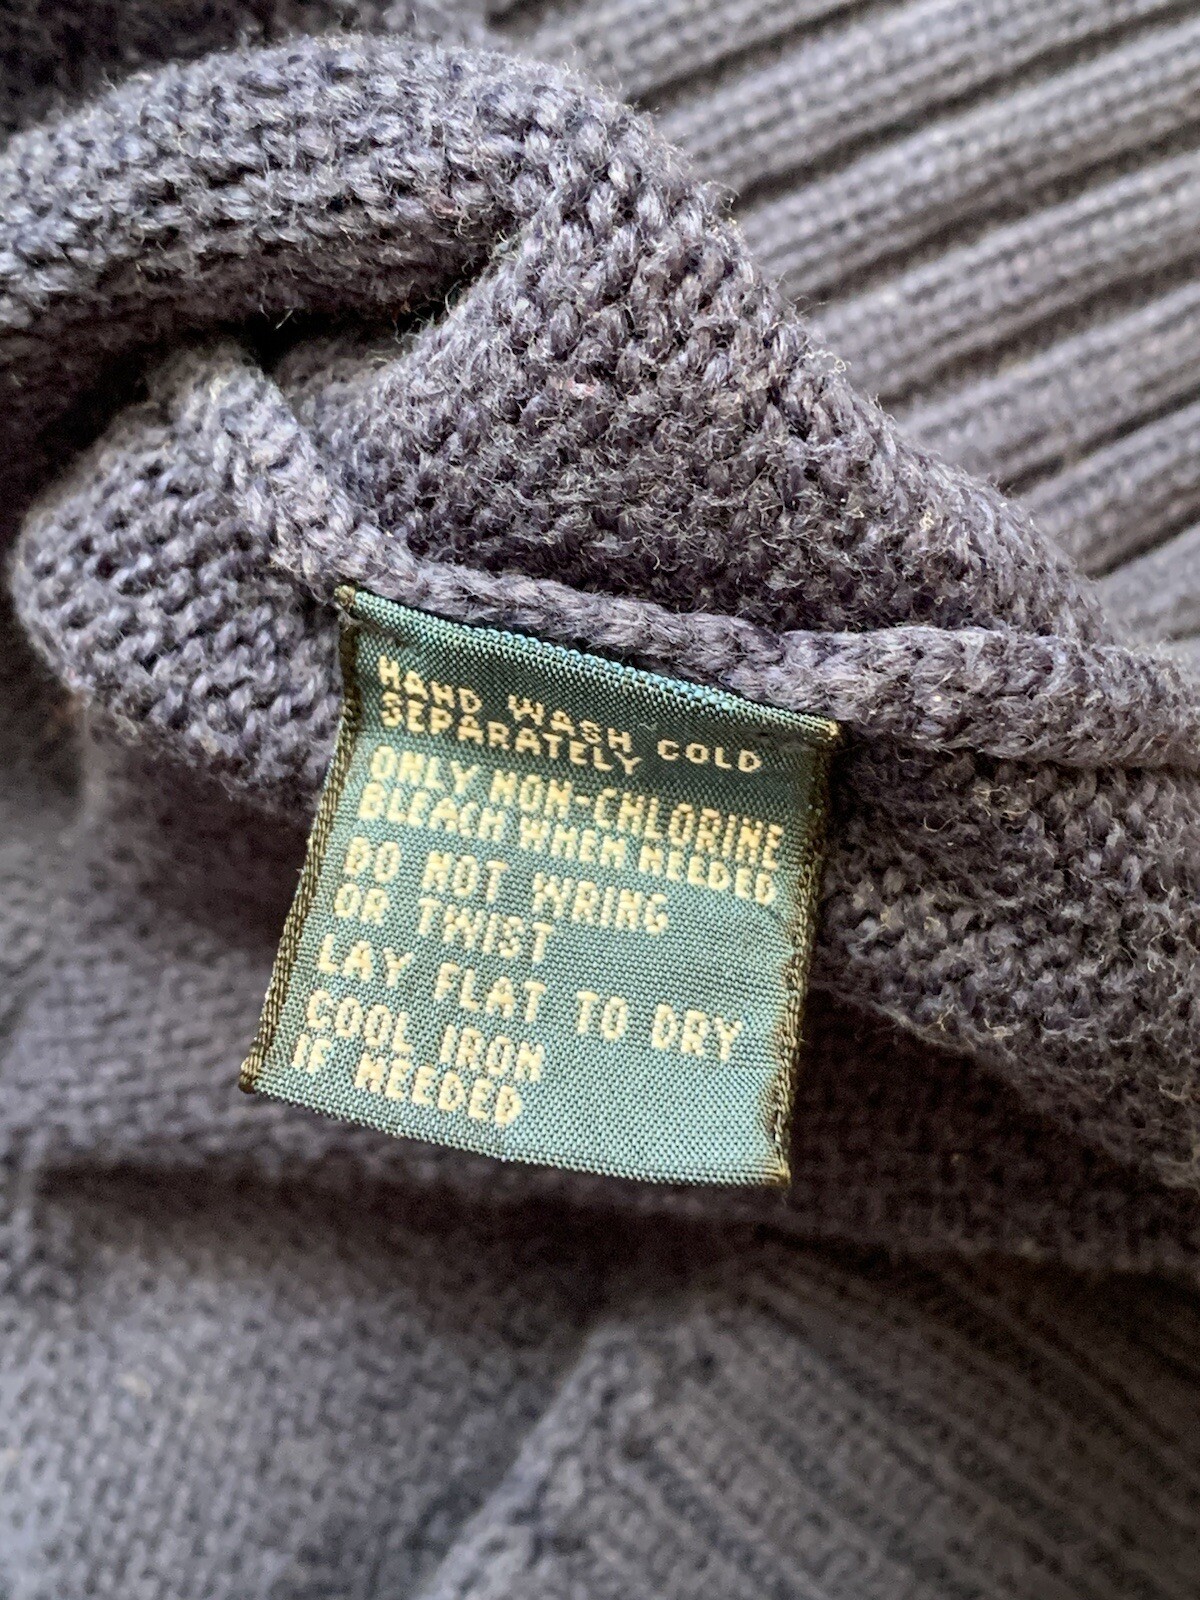 HAND WASH COLD
SEPARATELY
ONLY NON-CHLORINE
BLEACH WHEN NEEDED
DO NOT WRING
OR TWIST
LAY FLAT TO DRY
COOL IRON
IF NEEDED